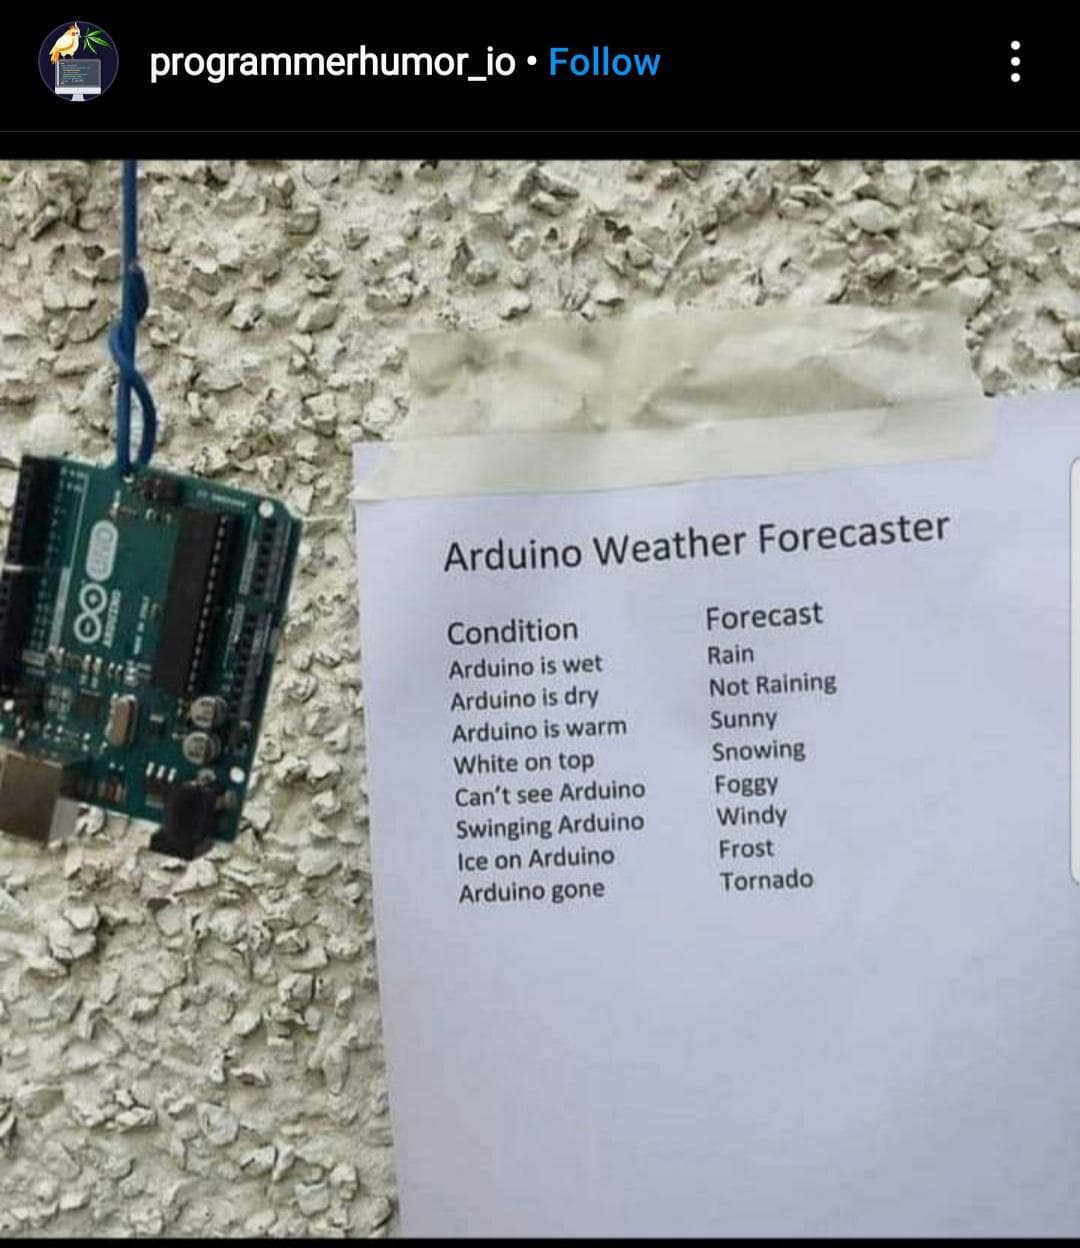 programmerhumor_io • Follow
UNO
ARDUINO
Arduino Weather Forecaster
Condition Forecast
Arduino is wet Rain
Arduino is dry Not Raining
Arduino is warm Sunny
White on top Snowing
Can't see Arduino Foggy
Swinging Arduino Windy
Ice on Arduino Frost
Arduino gone Tornado